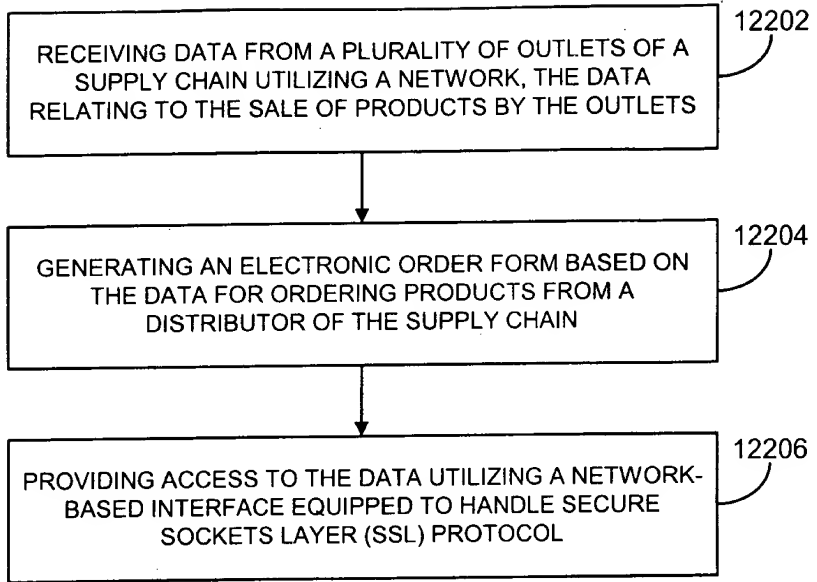 12202
RECEIVING DATA FROM A PLURALITY OF OUTLETS OF A
SUPPLY CHAIN UTILIZING A NETWORK, THE DATA
RELATING TO THE SALE OF PRODUCTS BY THE OUTLETS
12204
GENERATING AN ELECTRONIC ORDER FORM BASED ON
THE DATA FOR ORDERING PRODUCTS FROM A
DISTRIBUTOR OF THE SUPPLY CHAIN
12206
PROVIDING ACCESS TO THE DATA UTILIZING A NETWORK-
BASED INTERFACE EQUIPPED TO HANDLE SECURE
SOCKETS LAYER (SSL) PROTOCOL